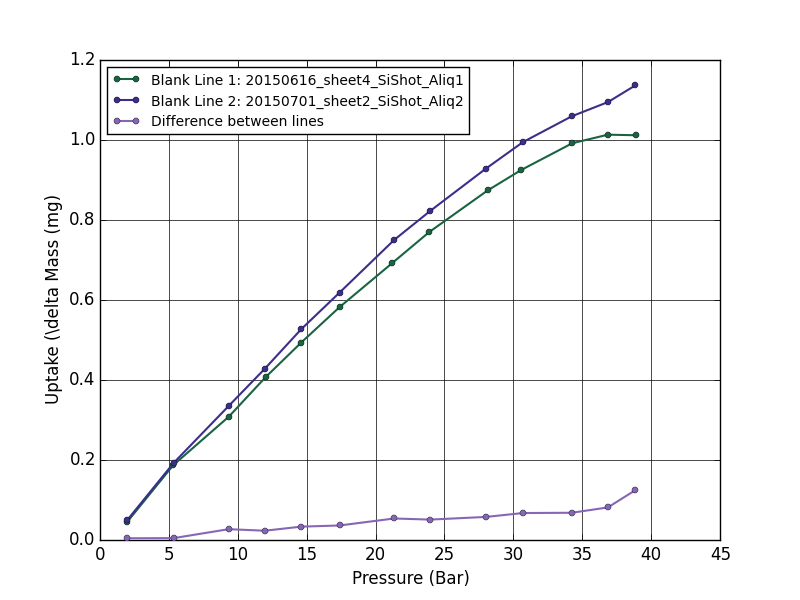 1.2
Blank Line 1: 20150616_sheet4_SiShot_Aliq1
Blank Line 2: 20150701_sheet2_SiShot_Aliq2
Difference between lines
1.0
0.8
0.6
0.4
0.2
0.0
Uptake (\delta Mass (mg)
0 5 10 15 20 25 30 35 40 45
Pressure (Bar)